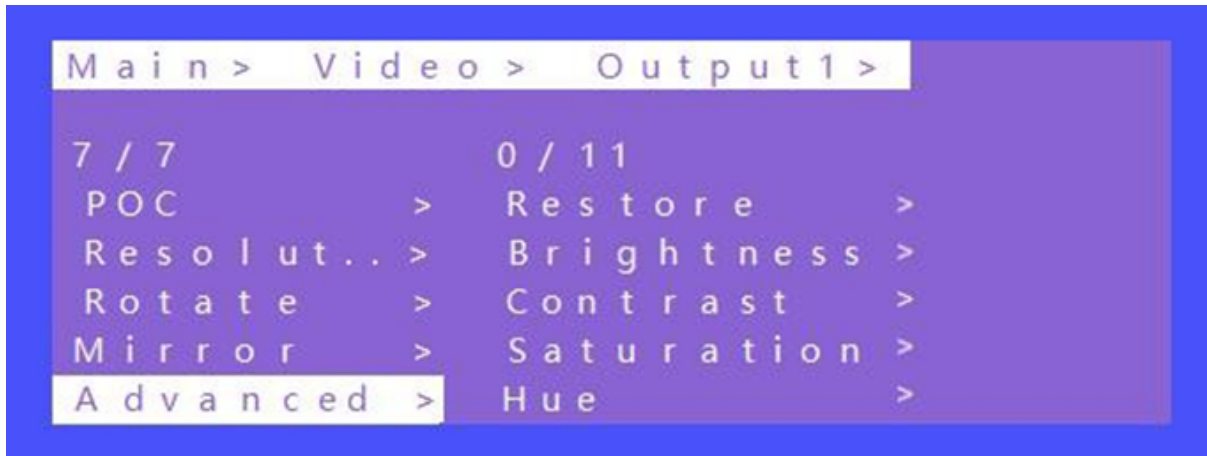 Main> Video> Output1>
7/7 0/11
POC > Restore >
Resolut..> Brightness >
Rotate > Contrast >
Mirror > Saturation >
Advanced > Hue >